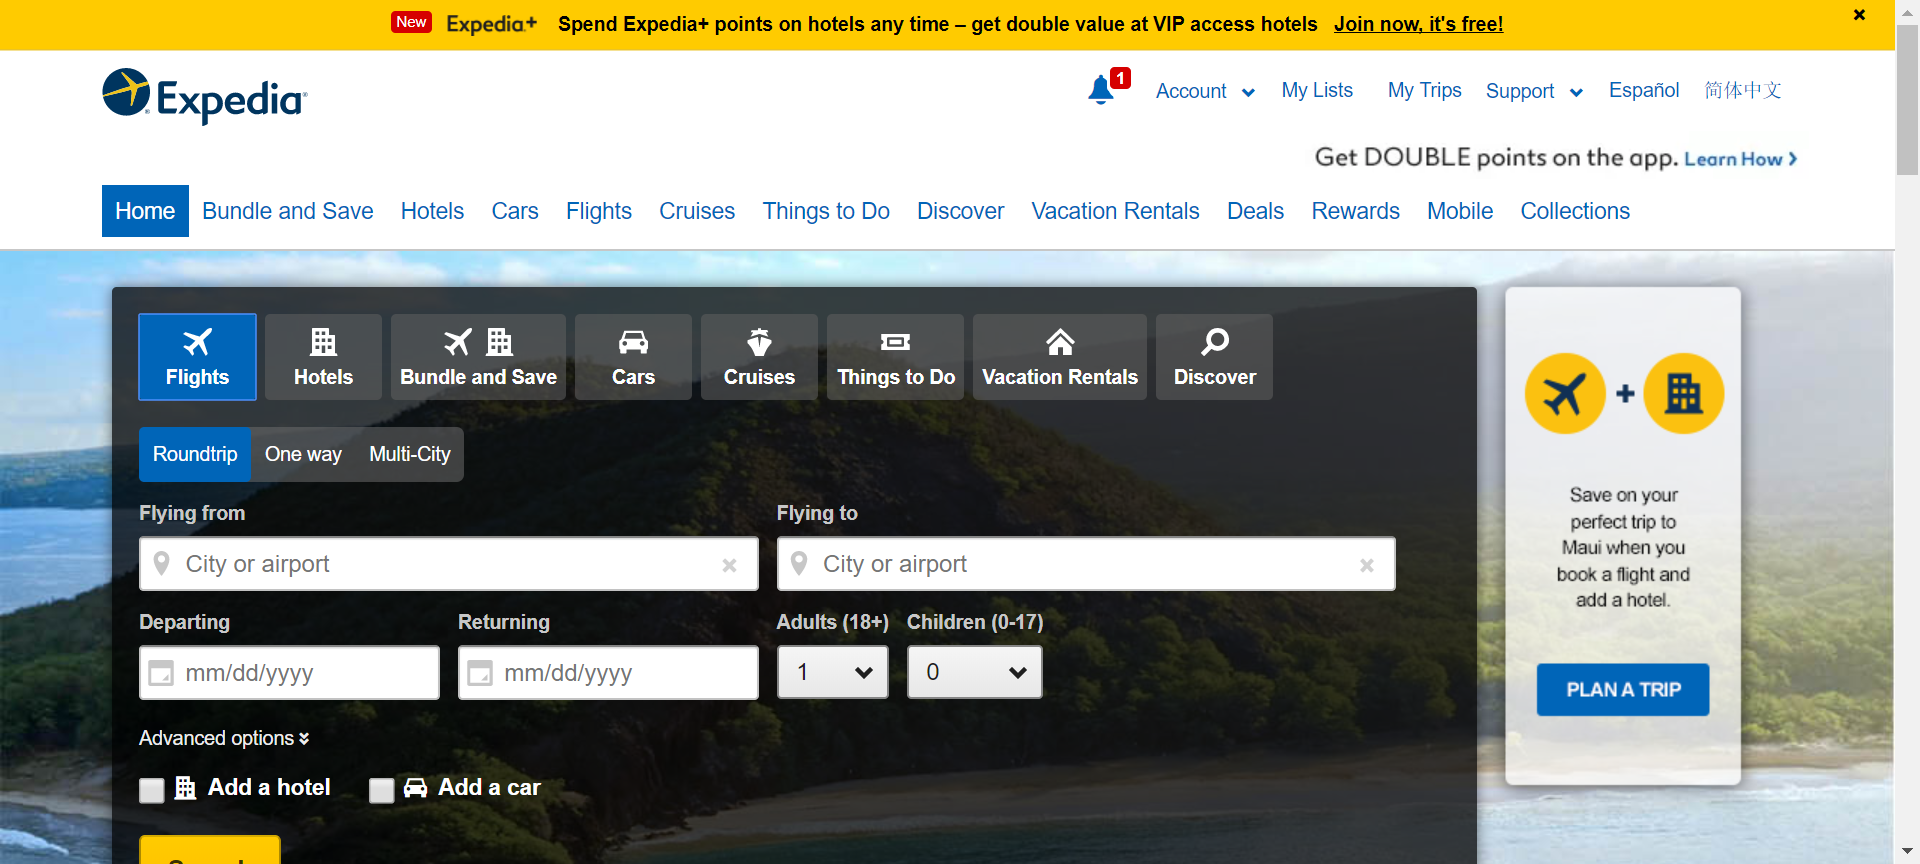 New Expedia+ Spend Expedia+ points on hotels any time – get double value at VIP access hotels Join now, it's free!
Expedia
1 Account My Lists My Trips Support Español 简体中文
Get DOUBLE points on the app. Learn How
Home Bundle and Save Hotels Cars Flights Cruises Things to Do Discover Vacation Rentals Deals Rewards Mobile Collections
Flights Hotels Bundle and Save Cars Cruises Things to Do Vacation Rentals Discover
Roundtrip One way Multi-City
Flying from Flying to
City or airport City or airport
Departing Returning Adults (18+) Children (0-17)
mm/dd/yyyy mm/dd/yyyy 1 0
Advanced options
Add a hotel Add a car
Save on your
perfect trip to
Maui when you
book a flight and
add a hotel.
PLAN A TRIP